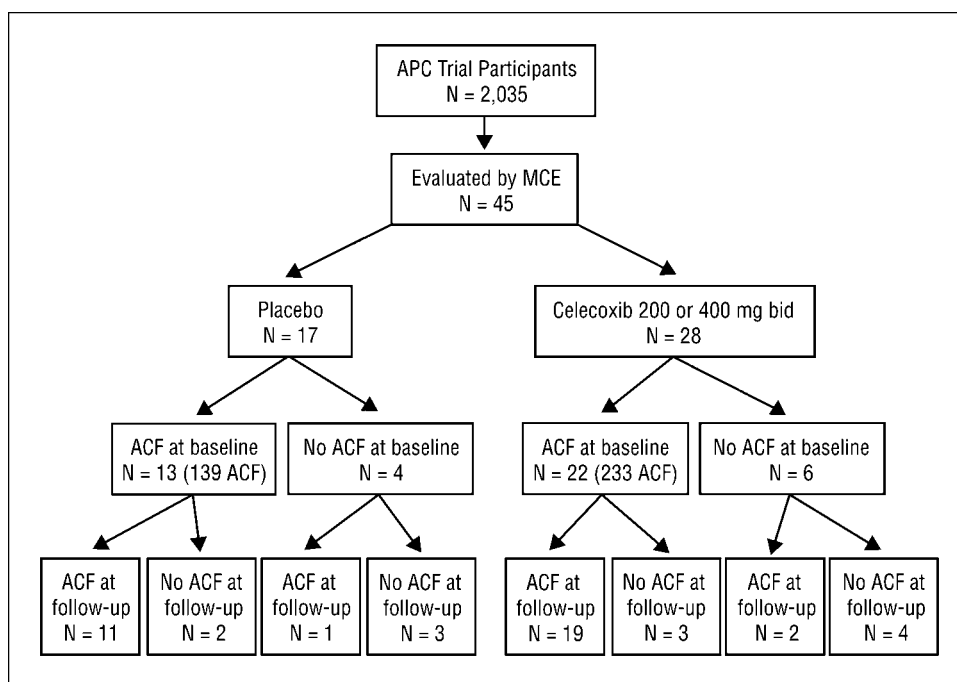 APC Trial Participants
N = 2,035
Evaluated by MCE
N = 45
Placebo
N = 17
Celecoxib 200 or 400 mg bid
N = 28
ACF at baseline
N = 13 (139 ACF)
No ACF at baseline
N = 4
ACF at baseline
N = 22 (233 ACF)
No ACF at baseline
N = 6
ACF at
follow-up
N = 11
No ACF at
follow-up
N = 2
ACF at
follow-up
N = 1
No ACF at
follow-up
N = 3
ACF at
follow-up
N = 19
No ACF at
follow-up
N = 3
ACF at
follow-up
N = 2
No ACF at
follow-up
N = 4